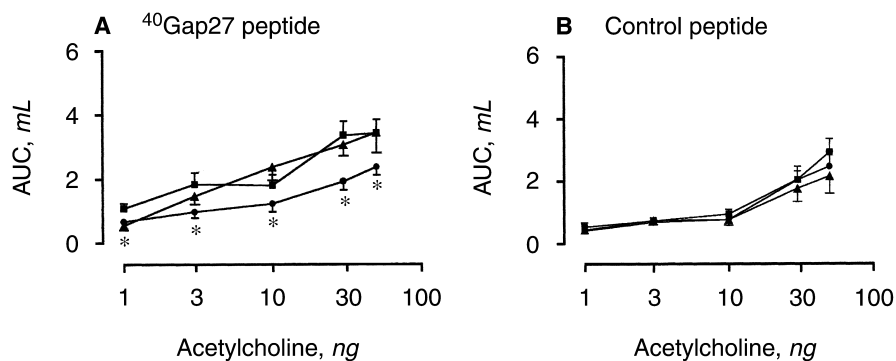 A ⁴⁰Gap27 peptide
6
4
2
0
AUC, mL
* * * * *
1 3 10 30 100
Acetylcholine, ng
B Control peptide
6
4
2
0
AUC, mL
1 3 10 30 100
Acetylcholine, ng